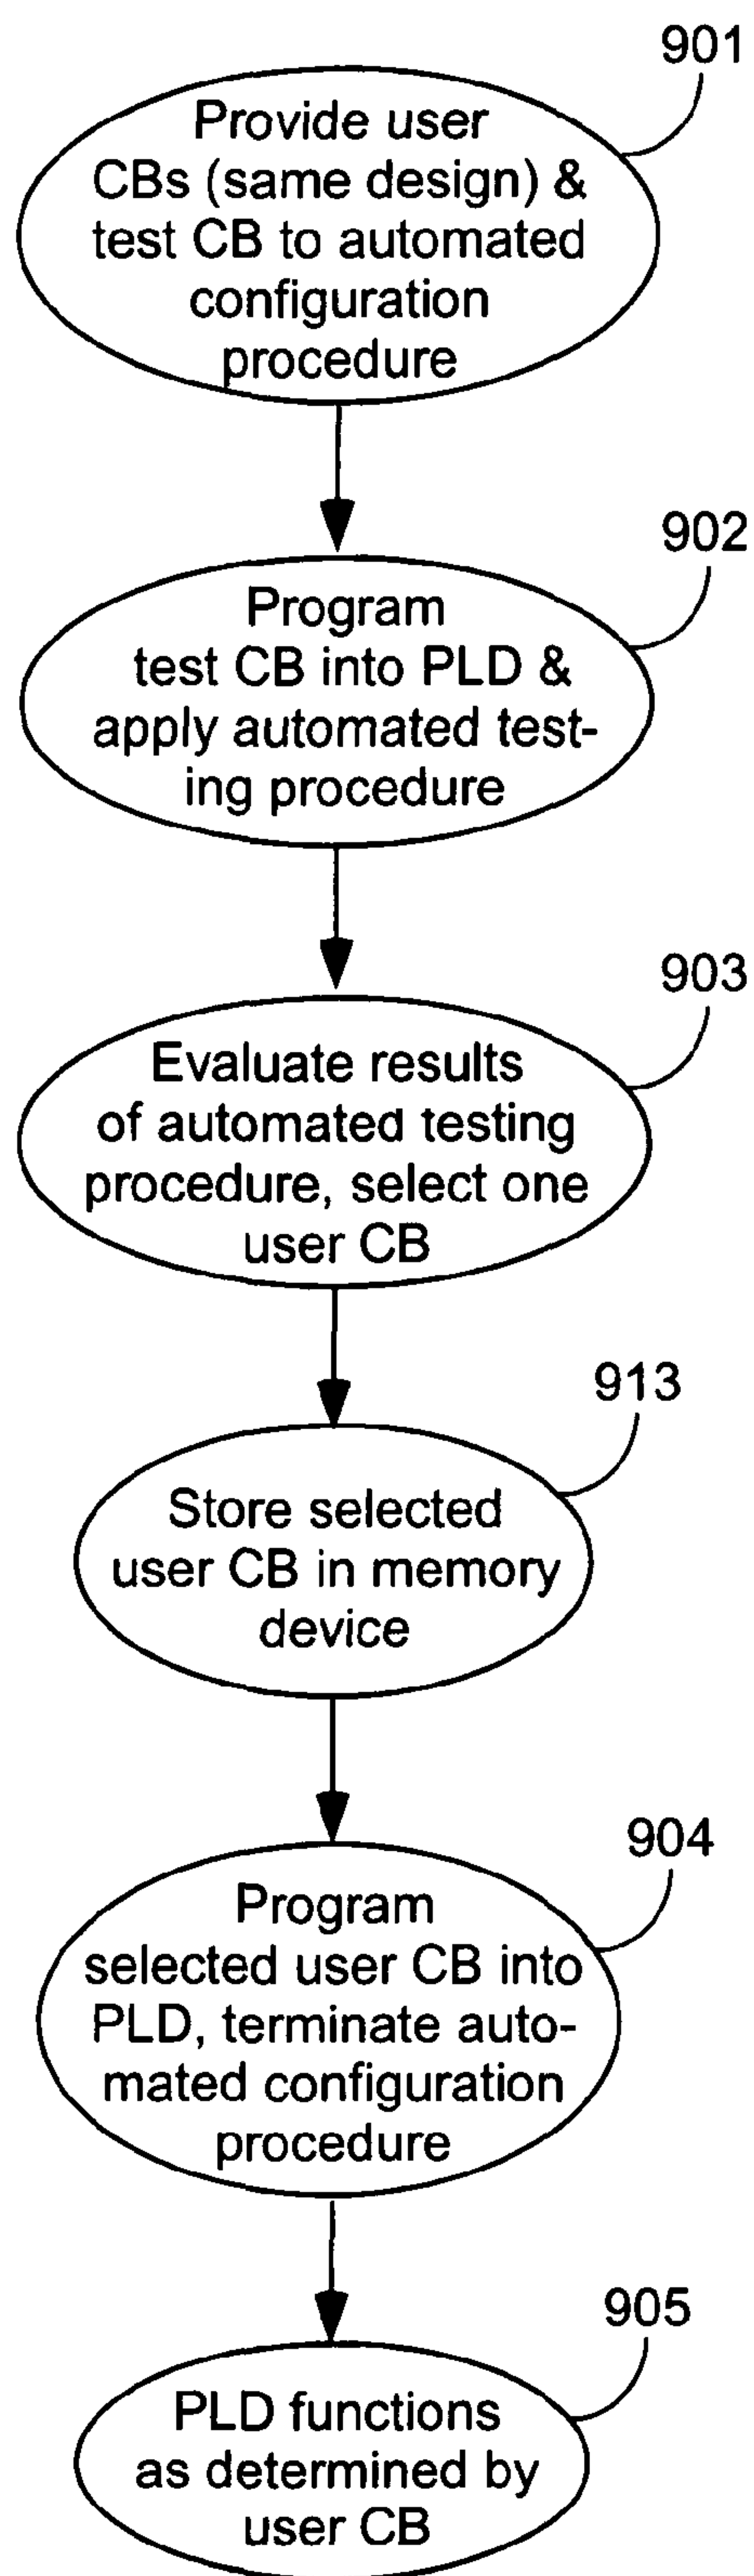 901
Provide user
CBs (same design) &
test CB to automated
configuration
procedure
902
Program
test CB into PLD &
apply automated test-
ing procedure
903
Evaluate results
of automated testing
procedure, select one
user CB
913
Store selected
user CB in memory
device
904
Program
selected user CB into
PLD, terminate auto-
mated configuration
procedure
905
PLD functions
as determined by
user CB